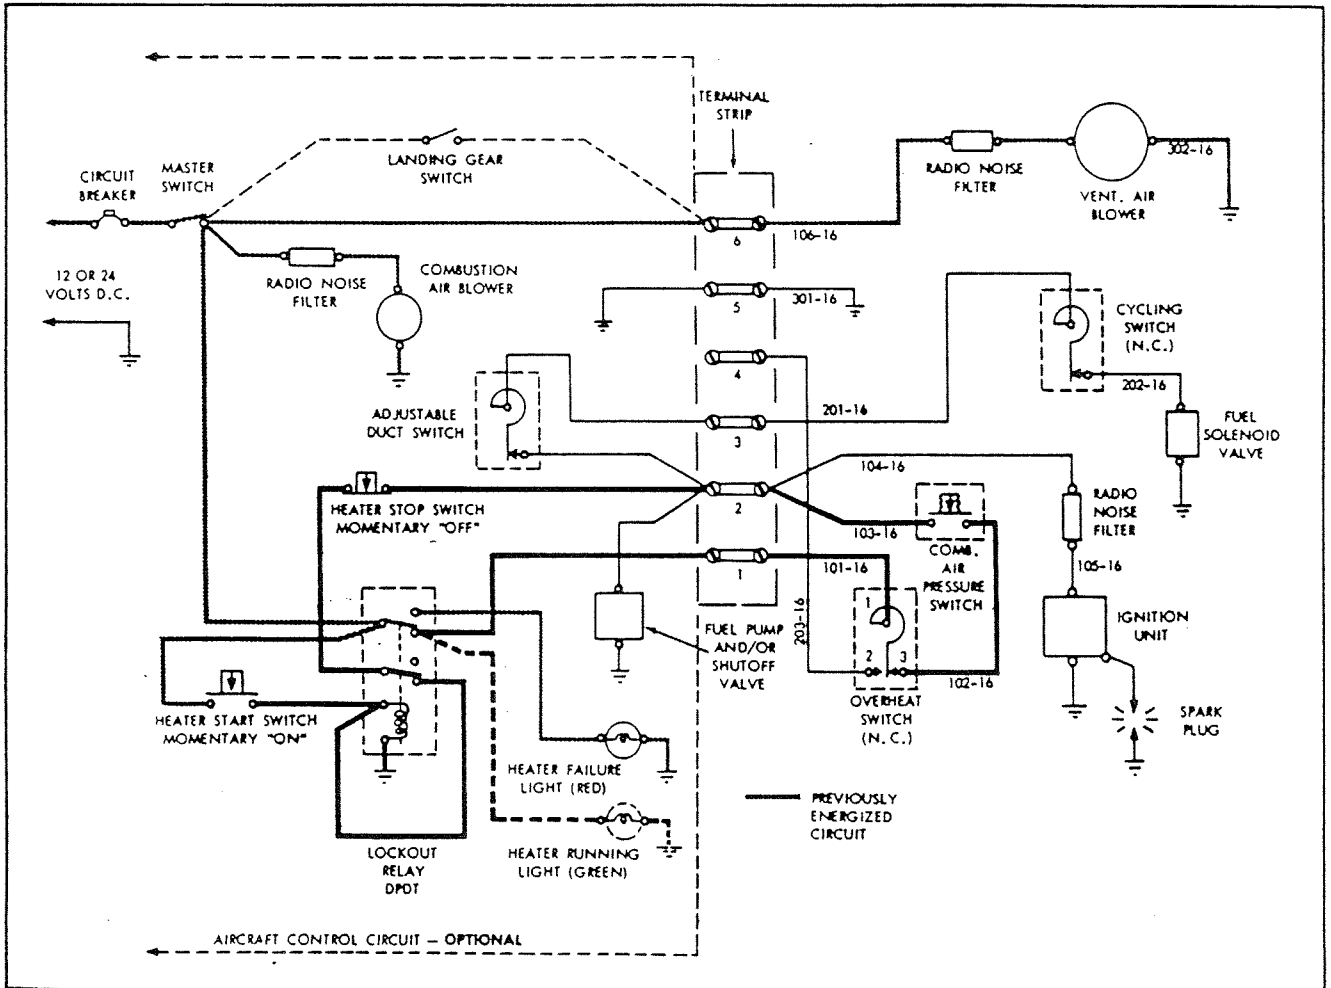 TERMINAL
STRIP
LANDING GEAR
SWITCH
CIRCUIT
BREAKER
MASTER
SWITCH
RADIO NOISE
FILTER
VENT. AIR
BLOWER
302-16
6
106-16
12 OR 24
VOLTS D.C.
RADIO NOISE
FILTER
COMBUSTION
AIR BLOWER
5
301-16
CYCLING
SWITCH
(N.C.)
4
202-16
ADJUSTABLE
DUCT SWITCH
3
201-16
FUEL
SOLENOID
VALVE
104-16
HEATER STOP SWITCH
MOMENTARY "OFF"
2
103-16
RADIO
NOISE
FILTER
COMB.
AIR
PRESSURE
SWITCH
1
101-16
105-16
203-16
1
2
3
102-16
IGNITION
UNIT
FUEL PUMP
AND/OR
SHUTOFF
VALVE
OVERHEAT
SWITCH
(N.C.)
SPARK
PLUG
HEATER START SWITCH
MOMENTARY "ON"
HEATER FAILURE
LIGHT (RED)
PREVIOUSLY
ENERGIZED
CIRCUIT
HEATER RUNNING
LIGHT (GREEN)
LOCKOUT
RELAY
DPDT
AIRCRAFT CONTROL CIRCUIT — OPTIONAL